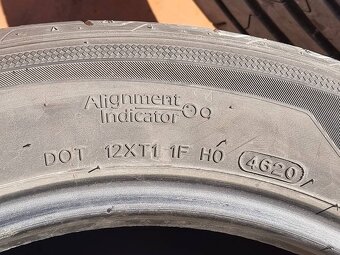 Alignment
Indicator
DOT 12XT1 1F H0 4620